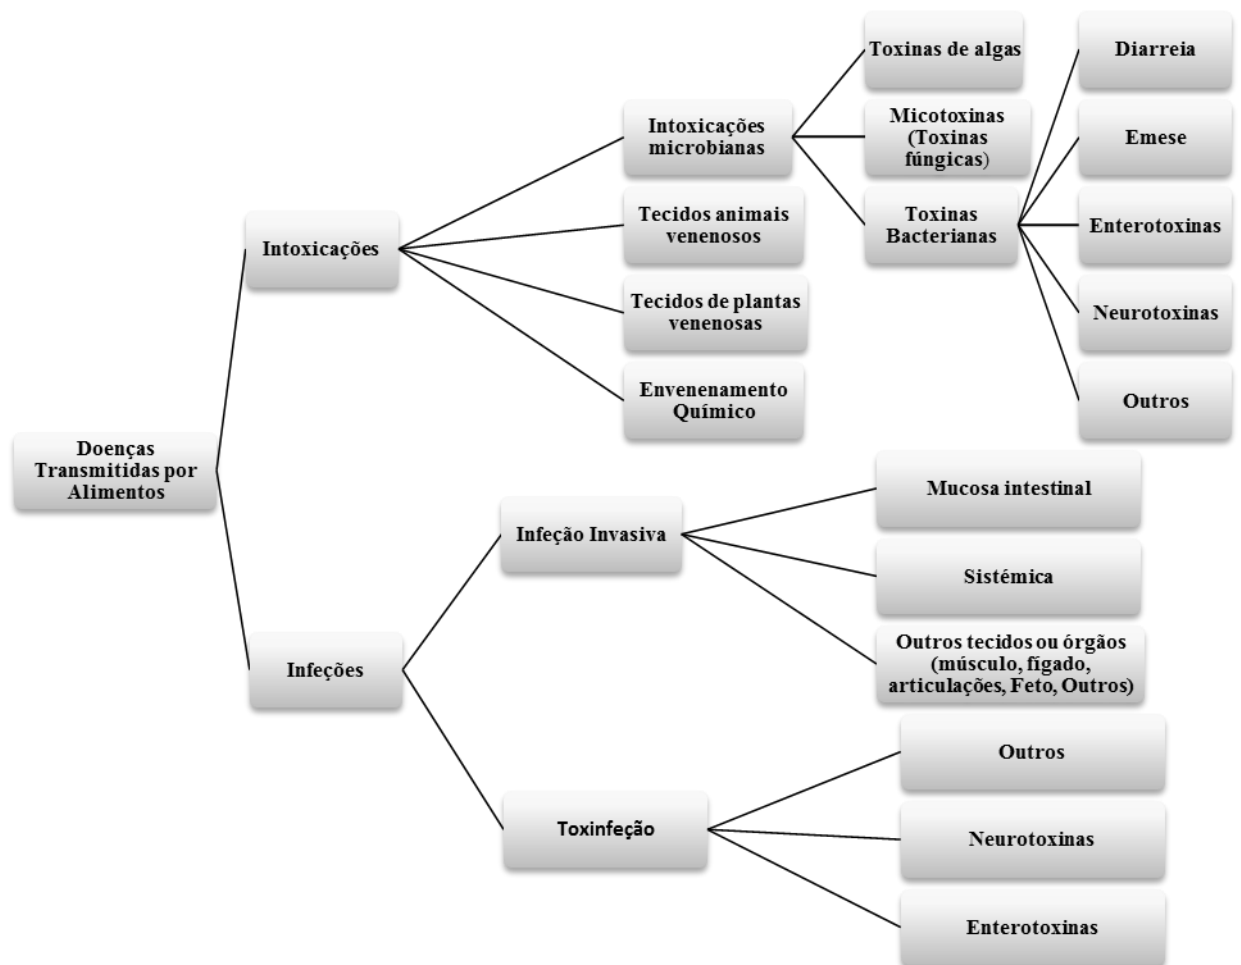 Doenças
Transmitidas por
Alimentos
Intoxicações
Intoxicações
microbianas
Toxinas de algas
Micotoxinas
(Toxinas
fúngicas)
Toxinas
Bacterianas
Diarreia
Emese
Enterotoxinas
Neurotoxinas
Outros
Tecidos animais
venenosos
Tecidos de plantas
venenosas
Envenenamento
Químico
Infeções
Infeção Invasiva
Mucosa intestinal
Sistémica
Outros tecidos ou órgãos
(músculo, fígado,
articulações, Feto, Outros)
Toxinfeção
Outros
Neurotoxinas
Enterotoxinas